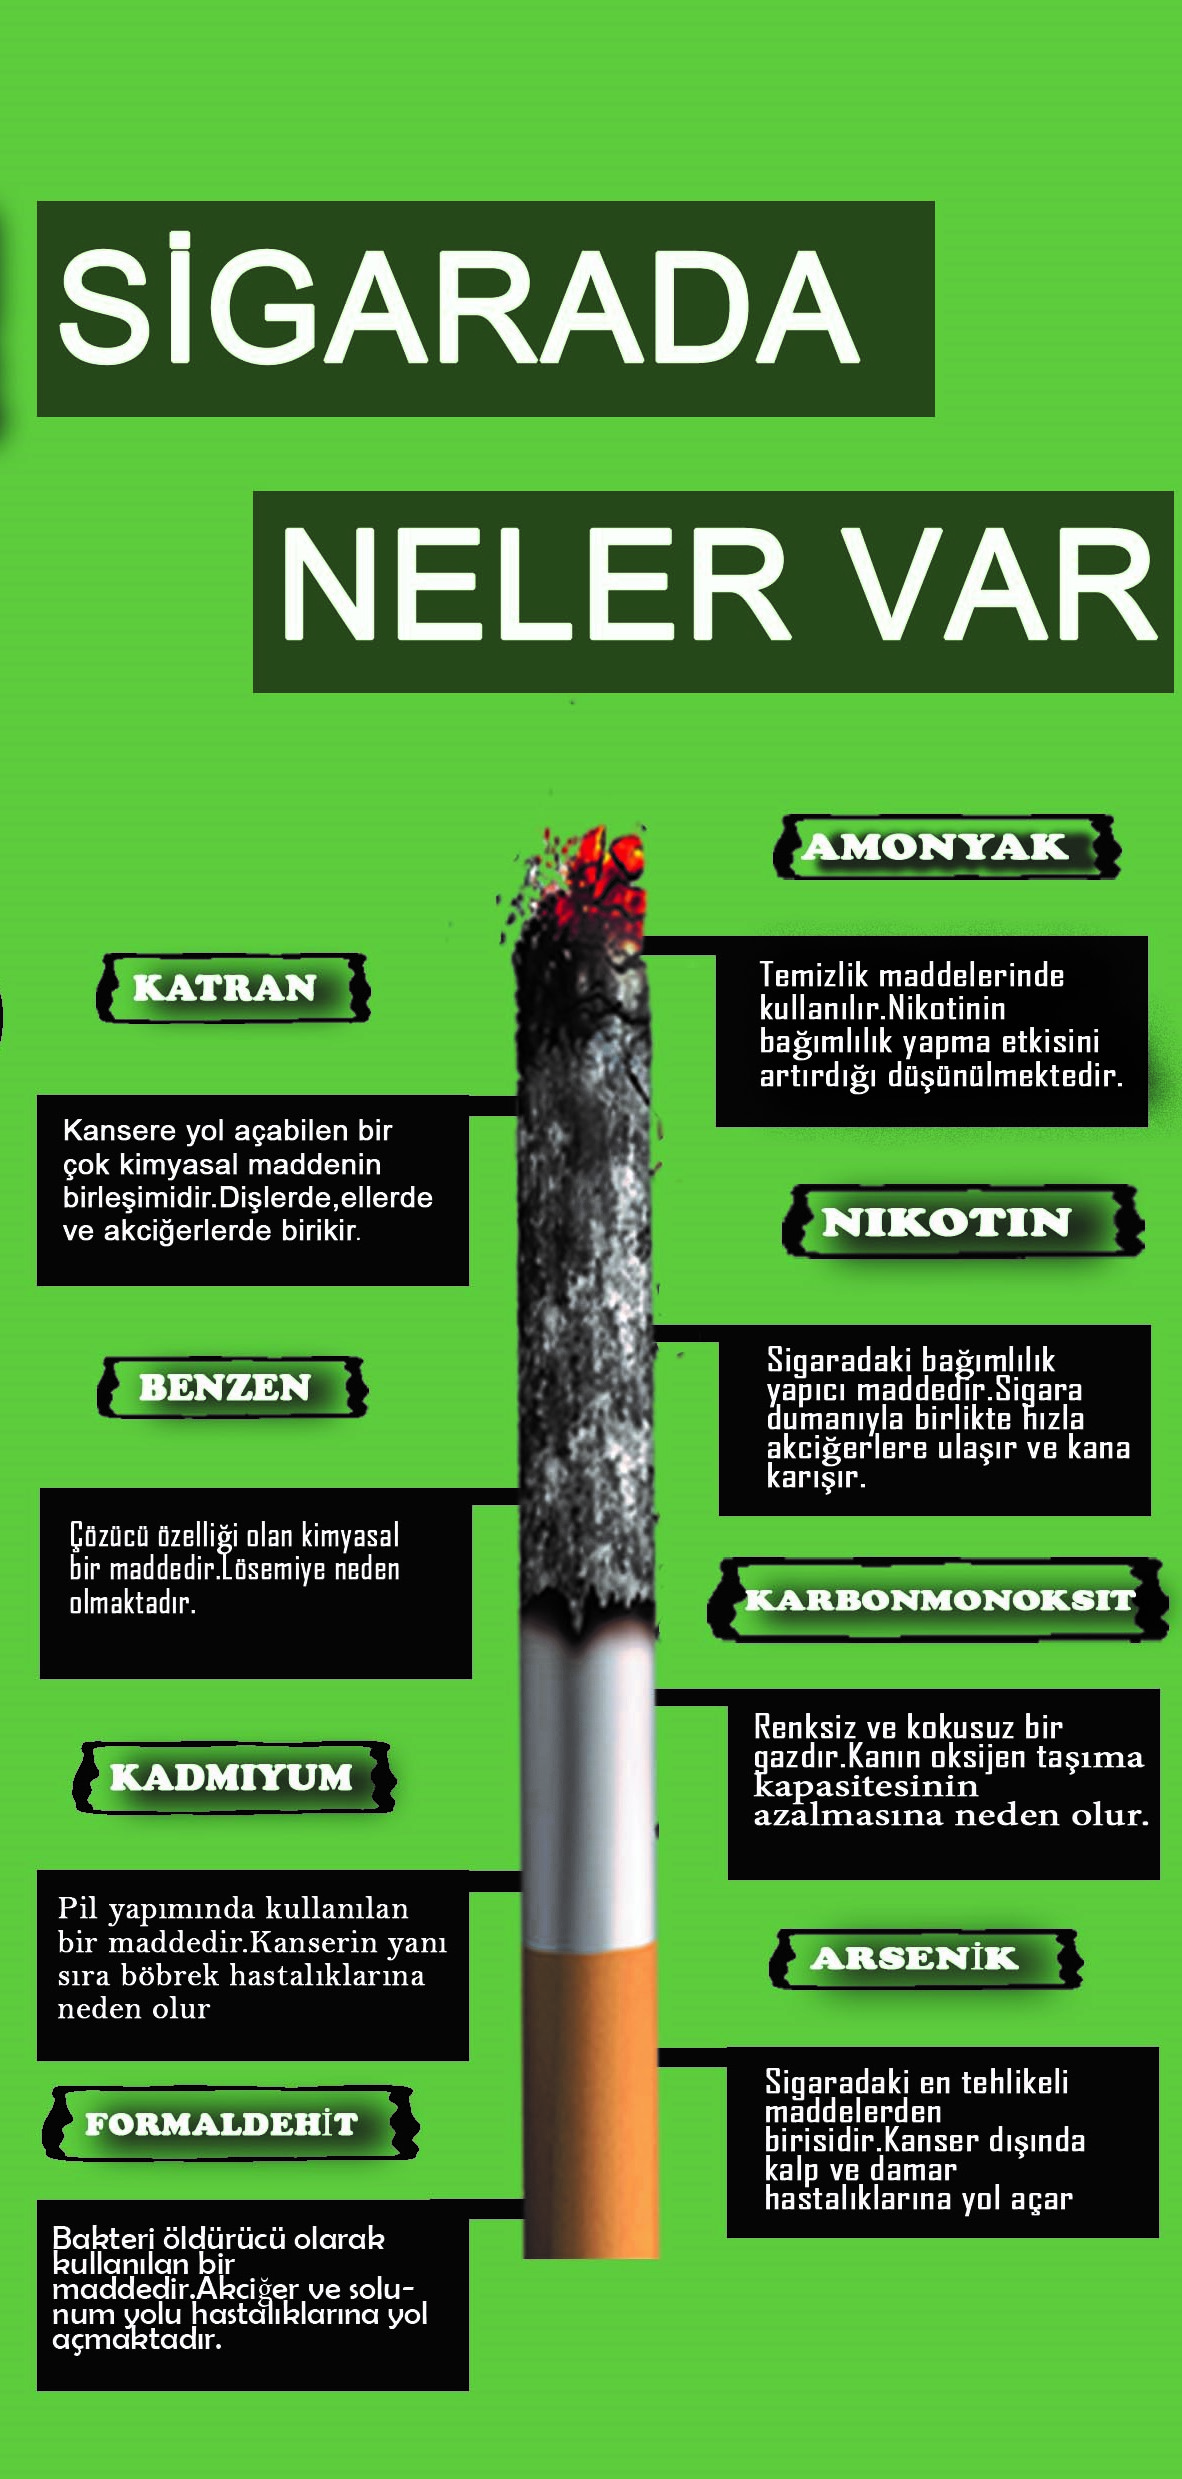 SİGARADA
NELER VAR
AMONYAK
Temizlik maddelerinde
kullanılır.Nikotinin
bağımlılık yapma etkisini
artırdığı düşünülmektedir.
KATRAN
Kansere yol açabilen bir
çok kimyasal maddenin
birleşimidir.Dişlerde,ellerde
ve akciğerlerde birikir.
NIKOTIN
Sigaradaki bağımlılık
yapıcı maddedir.Sigara
dumanıyla birlikte hızla
akciğerlere ulaşır ve kana
karışır.
BENZEN
Çözücü özelliği olan kimyasal
bir maddedir.Lösemiye neden
olmaktadır.
KARBONMONOKSIT
Renksiz ve kokusuz bir
gazdır.Kanın oksijen taşıma
kapasitesinin
azalmasına neden olur.
KADMIYUM
Pil yapımında kullanılan
bir maddedir.Kanserin yanı
sıra böbrek hastalıklarına
neden olur
ARSENİK
Sigaradaki en tehlikeli
maddelerden
birisidir.Kanser dışında
kalp ve damar
hastalıklarına yol açar
FORMALDEHİT
Bakteri öldürücü olarak
kullanılan bir
maddedir.Akciğer ve solu-
num yolu hastalıklarına yol
açmaktadır.